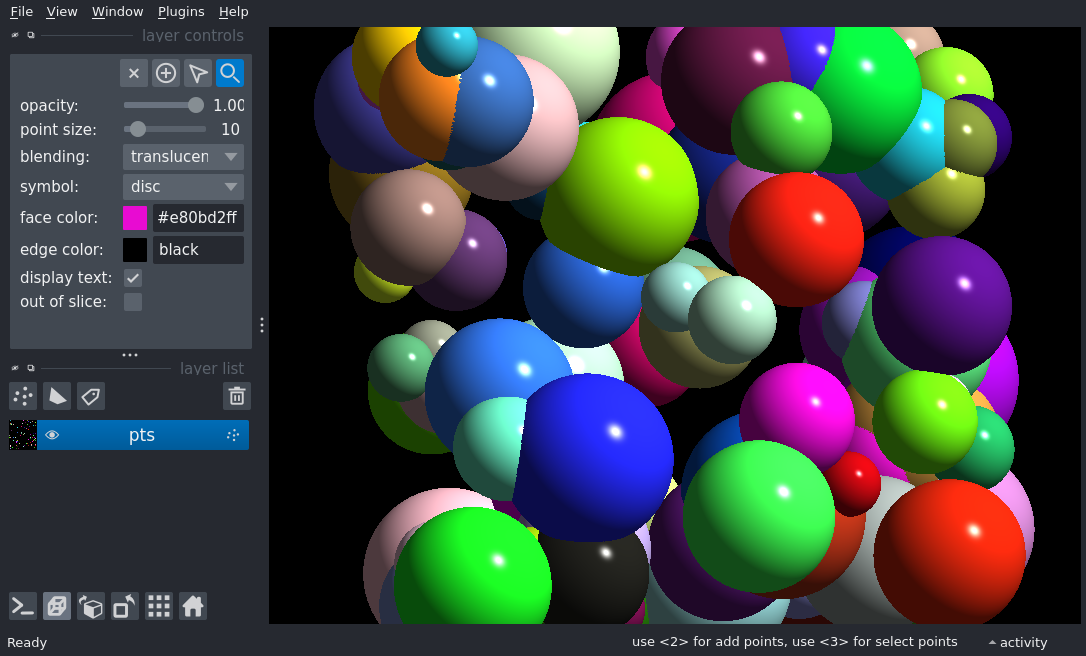 File View Window Plugins Help
layer controls
opacity: 1.00
point size: 10
blending: translucen
symbol: disc
face color: #e80bd2ff
edge color: black
display text:
out of slice:
layer list
pts
Ready use <2> for add points, use <3> for select points activity